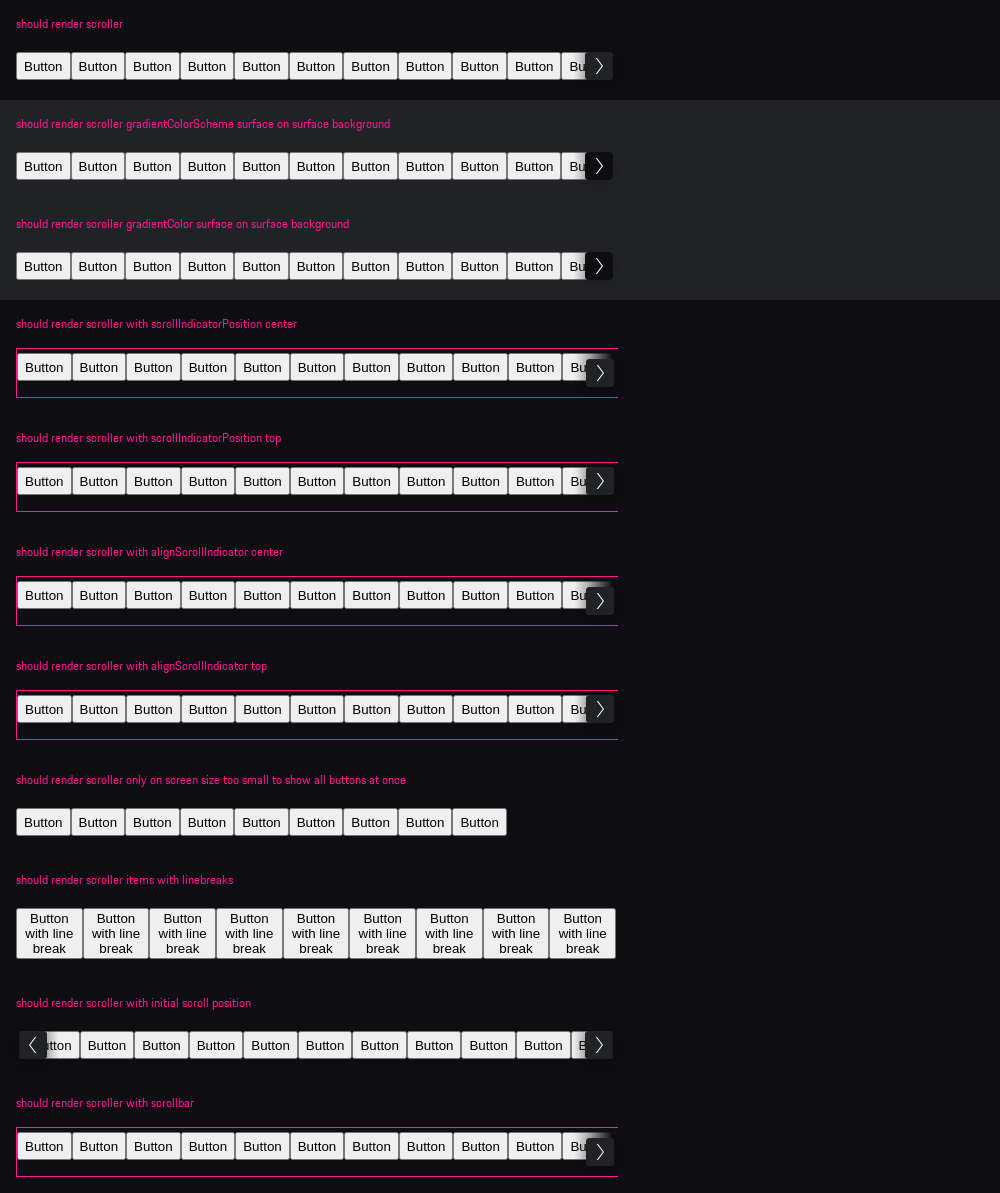 should render scroller
Button Button Button Button Button Button Button Button Button Button Bu
should render scroller gradientColorScheme surface on surface background
Button Button Button Button Button Button Button Button Button Button Bu
should render scroller gradientColor surface on surface background
Button Button Button Button Button Button Button Button Button Button Bu
should render scroller with scrollIndicatorPosition center
Button Button Button Button Button Button Button Button Button Button Bu
should render scroller with scrollIndicatorPosition top
Button Button Button Button Button Button Button Button Button Button Bu
should render scroller with alignScrollIndicator center
Button Button Button Button Button Button Button Button Button Button Bu
should render scroller with alignScrollIndicator top
Button Button Button Button Button Button Button Button Button Button Bu
should render scroller only on screen size too small to show all buttons at once
Button Button Button Button Button Button Button Button Button
should render scroller items with linebreaks
Button Button Button Button Button Button Button Button Button
with line with line with line with line with line with line with line with line with line
break break break break break break break break break
should render scroller with initial scroll position
utton Button Button Button Button Button Button Button Button Button B
should render scroller with scrollbar
Button Button Button Button Button Button Button Button Button Button Bu